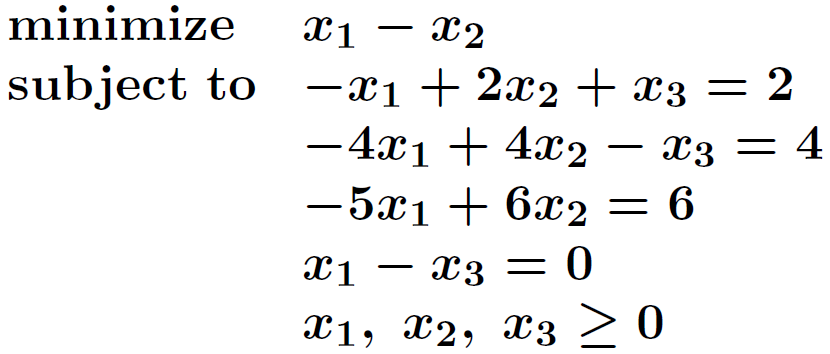 minimize x₁ − x₂
subject to −x₁ + 2x₂ + x₃ = 2
−4x₁ + 4x₂ − x₃ = 4
−5x₁ + 6x₂ = 6
x₁ − x₃ = 0
x₁, x₂, x₃ ≥ 0